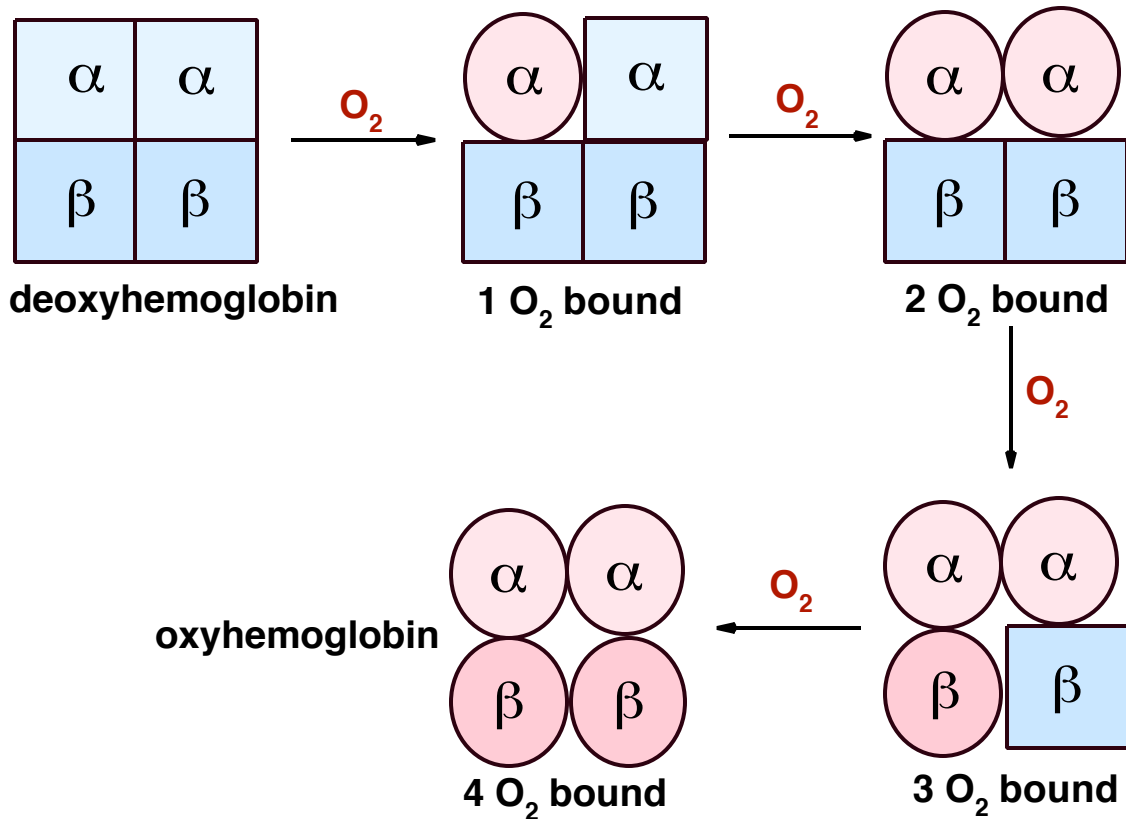 α α
β β
deoxyhemoglobin
O₂
α α
β β
1 O₂ bound
O₂
α α
β β
2 O₂ bound
O₂
α α
β β
3 O₂ bound
O₂
α α
β β
oxyhemoglobin
4 O₂ bound